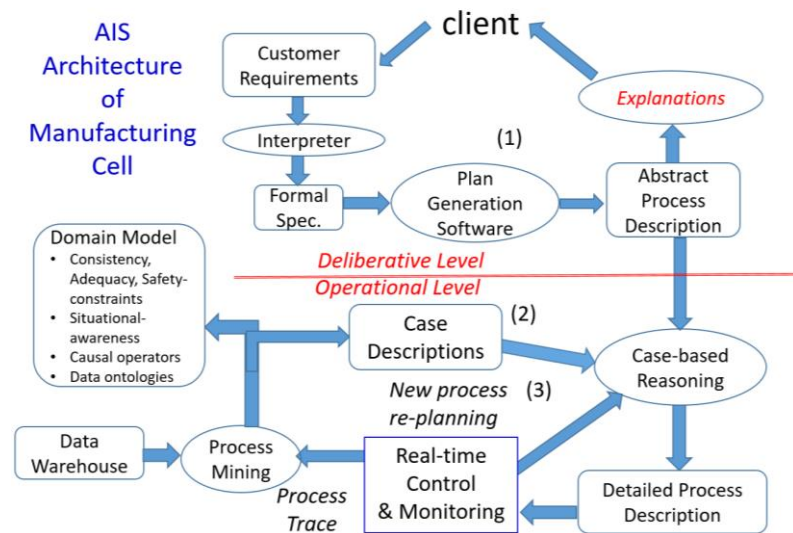 AIS
Architecture
of
Manufacturing
Cell
client
Customer
Requirements
Explanations
Interpreter
(1)
Formal
Spec.
Plan
Generation
Software
Abstract
Process
Description
Domain Model
• Consistency,
Adequacy, Safety-
constraints
• Situational-
awareness
• Causal operators
• Data ontologies
Deliberative Level
Operational Level
(2)
Case
Descriptions
Case-based
Reasoning
New process
re-planning
(3)
Data
Warehouse
Process
Mining
Process
Trace
Real-time
Control
& Monitoring
Detailed Process
Description